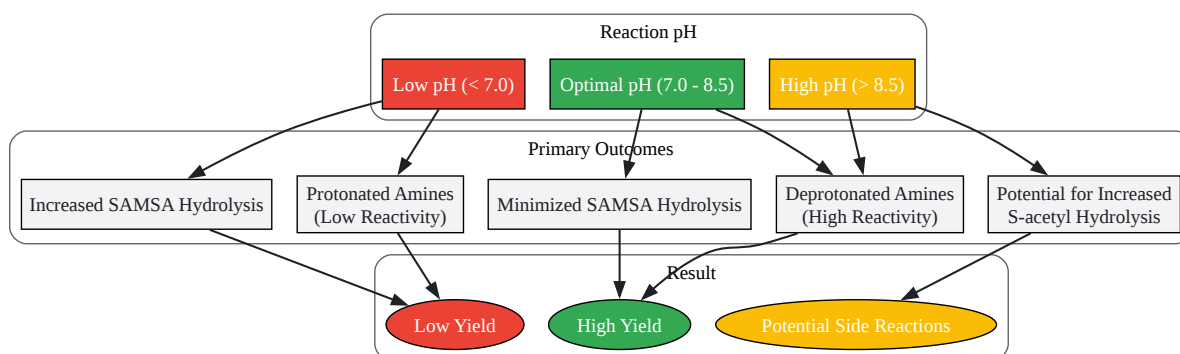 Reaction pH
Low pH (< 7.0)
Optimal pH (7.0 - 8.5)
High pH (> 8.5)
Primary Outcomes
Increased SAMSA Hydrolysis
Protonated Amines
(Low Reactivity)
Minimized SAMSA Hydrolysis
Deprotonated Amines
(High Reactivity)
Potential for Increased
S-acetyl Hydrolysis
Result
Low Yield
High Yield
Potential Side Reactions